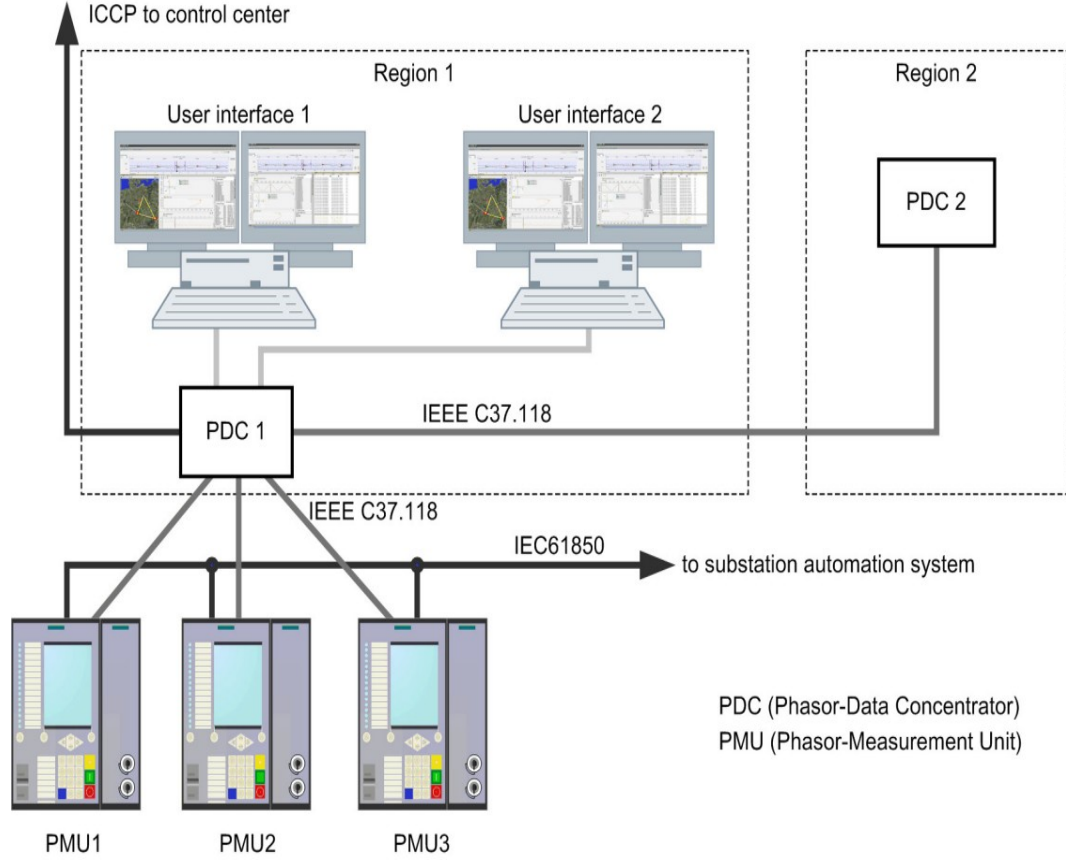 ICCP to control center
Region 1
Region 2
User interface 1
User interface 2
PDC 2
IEEE C37.118
PDC 1
IEEE C37.118
IEC61850
to substation automation system
PDC (Phasor-Data Concentrator)
PMU (Phasor-Measurement Unit)
PMU1
PMU2
PMU3